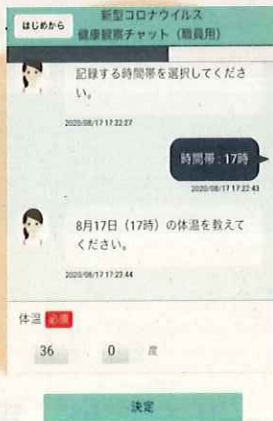 はじめから
新型コロナウイルス
健康観察チャット（職員用）
記録する時間帯を選択してくださ
い。
2020/08/17 17:22:27
時間帯：17時
2020/08/17 17:22:43
8月17日（17時）の体温を教えて
ください。
2020/08/17 17:22:44
体温 必須
36 0 度
決定